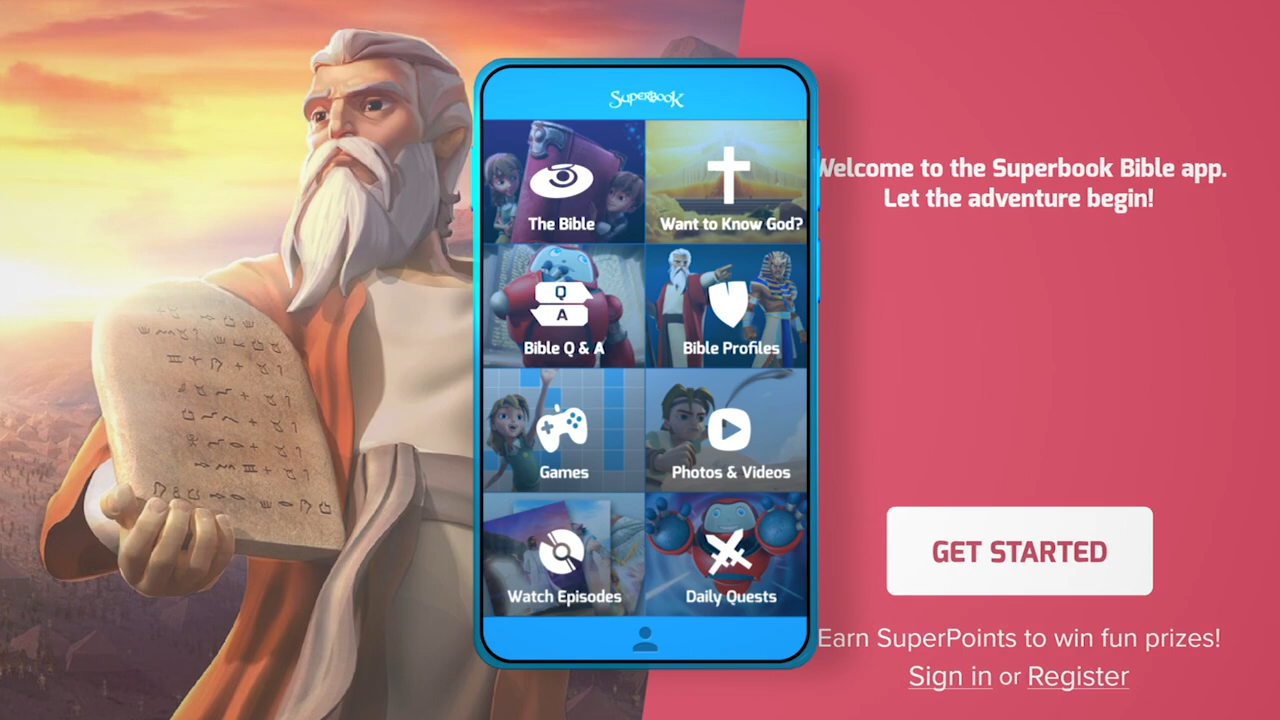 SUPERBOOK
The Bible
Want to Know God?
Q
A
Bible Q & A
Bible Profiles
Games
Photos & Videos
Watch Episodes
Daily Quests
Welcome to the Superbook Bible app.
Let the adventure begin!
GET STARTED
Earn SuperPoints to win fun prizes!
Sign in or Register